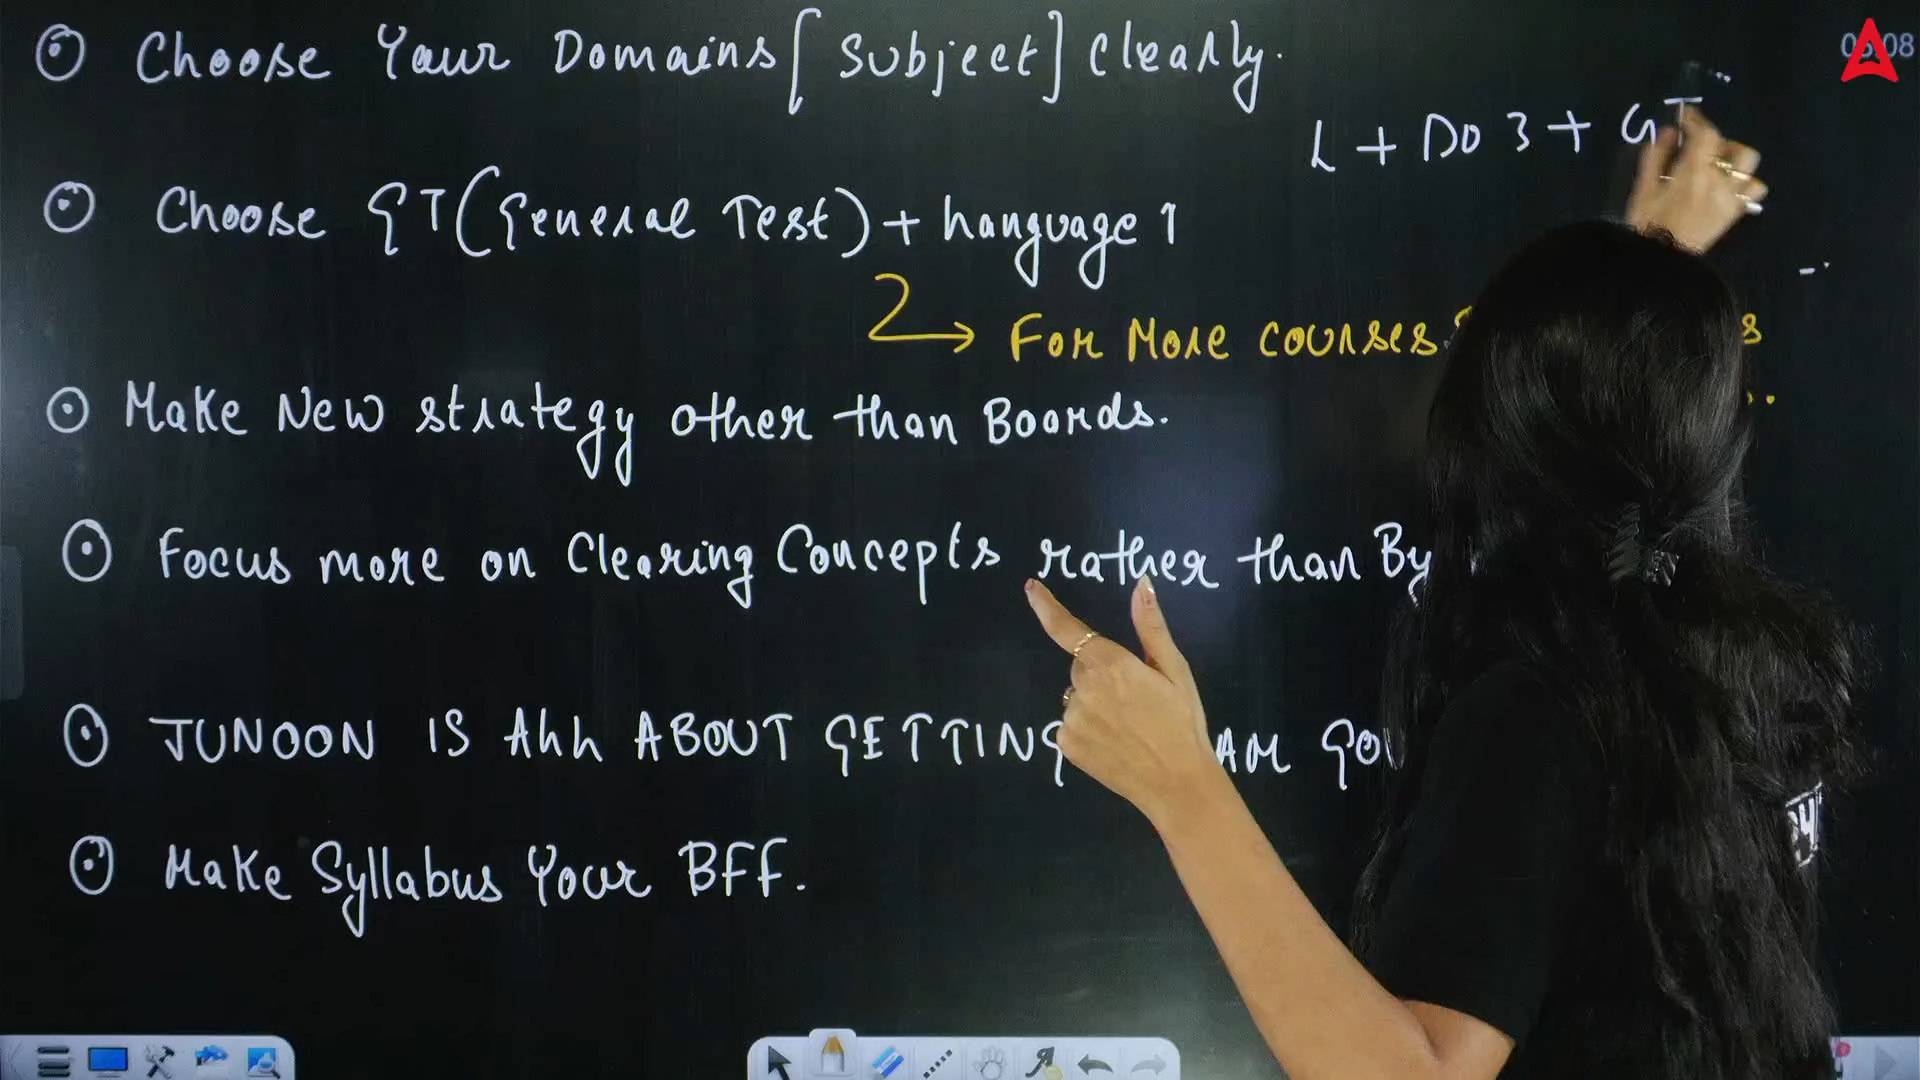 Choose Your Domains [Subject] Clearly.
L + Do 3 + GT
Choose GT (General Test) + Language 1
For More courses
Make New strategy other than Boards.
Focus more on Clearing Concepts rather than By
JUNOON IS ALL ABOUT GETTING
Make Syllabus Your BFF.